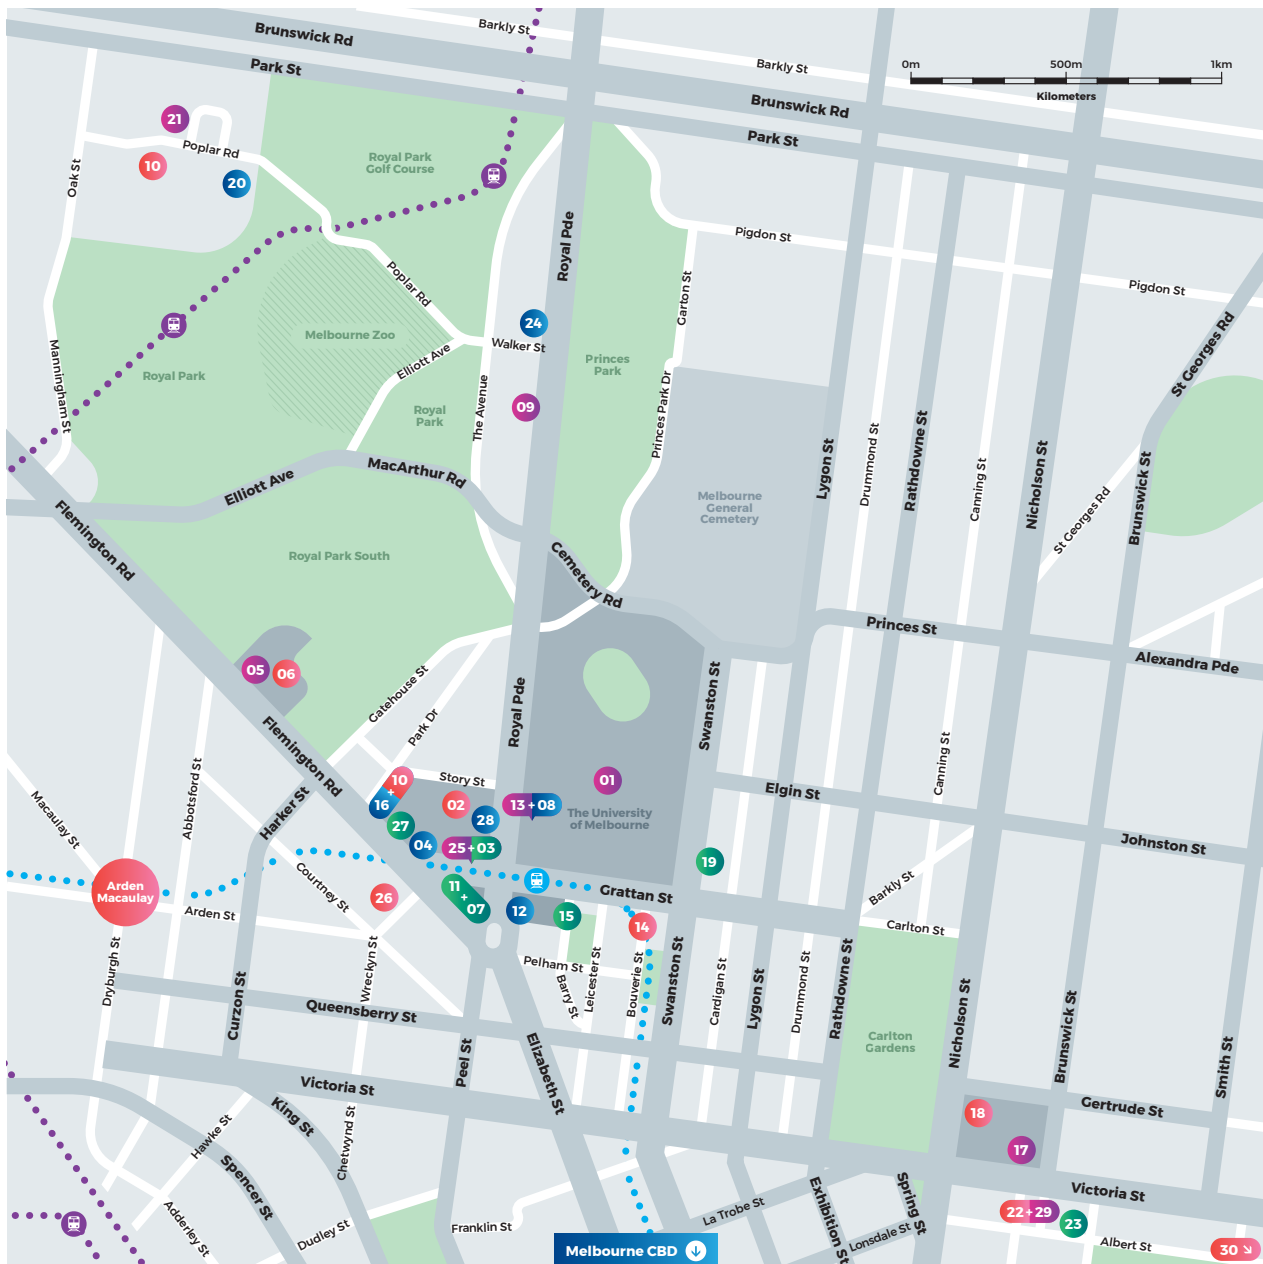 Barkly St
Brunswick Rd
Park St
Barkly St
0m
500m
1km
Kilometers
Brunswick Rd
Park St
21
Poplar Rd
10
20
Oak St
Royal Park
Golf Course
Royal Pde
Pigdon St
Pigdon St
Poplar Rd
Garton St
24
Walker St
Melbourne Zoo
Elliott Ave
Princes
Park
St Georges Rd
Manningham St
Royal Park
Royal
Park
The Avenue
09
Princes Park Dr
Lygon St
Drummond St
Rathdowne St
Canning St
Nicholson St
Brunswick St
St Georges Rd
MacArthur Rd
Elliott Ave
Melbourne
General
Cemetery
Flemington Rd
Royal Park South
Cemetery Rd
Princes St
Alexandra Pde
05
06
Gatehouse St
Park Dr
Royal Pde
Swanston St
Flemington Rd
Story St
10
+
16
02
28
13+08
01
The University
of Melbourne
Elgin St
Canning St
Johnston St
Macaulay St
Abbotsford St
Harker St
27
04
25+03
19
Arden
Macaulay
Courtney St
26
11
+
07
Grattan St
12
15
14
Barkly St
Carlton St
Arden St
Dryburgh St
Curzon St
Wreckyn St
Pelham St
Barry St
Leicester St
Bouverie St
Swanston St
Cardigan St
Lygon St
Drummond St
Rathdowne St
Carlton
Gardens
Nicholson St
Brunswick St
Smith St
Queensberry St
Peel St
Elizabeth St
Victoria St
King St
Chetwynd St
Hawke St
Spencer St
Adderley St
Dudley St
Franklin St
Gertrude St
18
17
Victoria St
22+29
23
Albert St
30
La Trobe St
Exhibition St
Lonsdale St
Spring St
Melbourne CBD